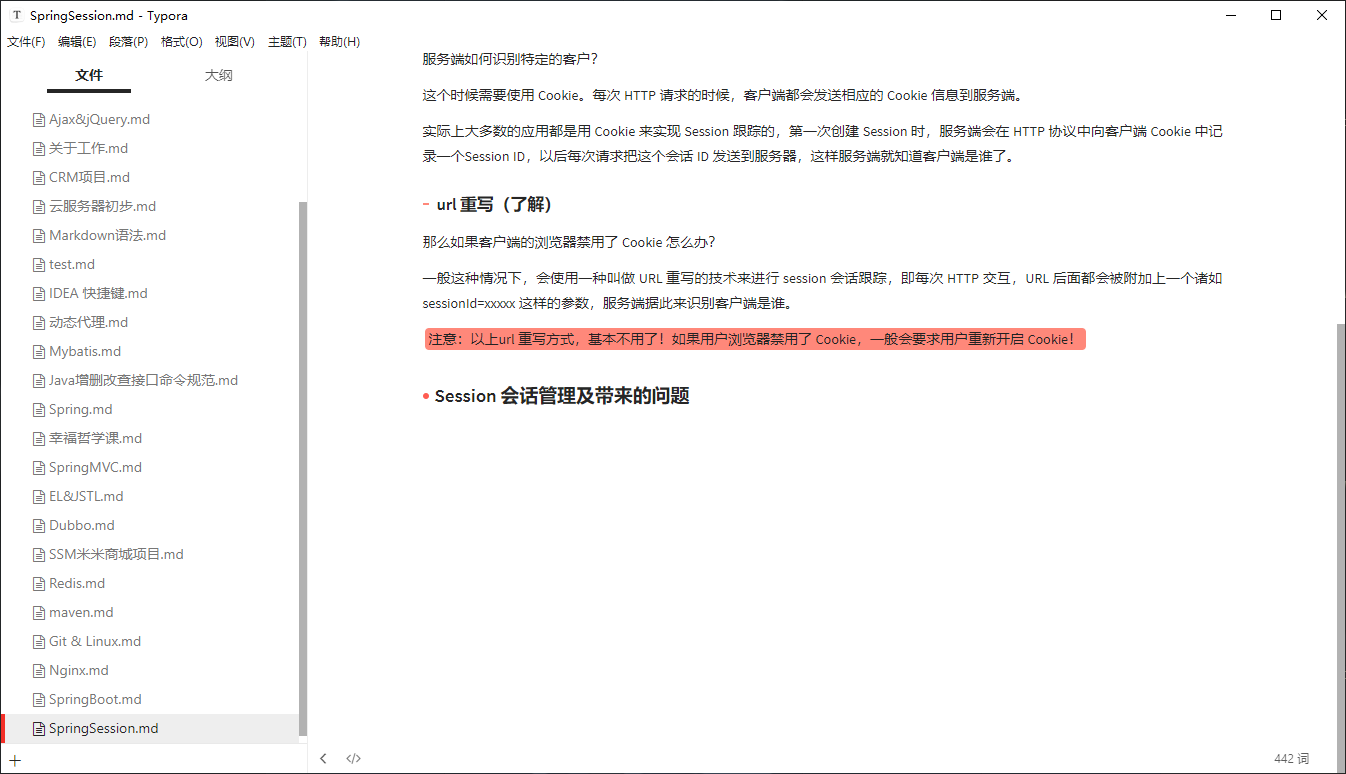 SpringSession.md - Typora
文件(F) 编辑(E) 段落(P) 格式(O) 视图(V) 主题(T) 帮助(H)
文件 大纲
Ajax&jQuery.md
关于工作.md
CRM项目.md
云服务器初步.md
Markdown语法.md
test.md
IDEA 快捷键.md
动态代理.md
Mybatis.md
Java增删改查接口命令规范.md
Spring.md
幸福哲学课.md
SpringMVC.md
EL&JSTL.md
Dubbo.md
SSM米米商城项目.md
Redis.md
maven.md
Git & Linux.md
Nginx.md
SpringBoot.md
SpringSession.md
服务端如何识别特定的客户？
这个时候需要使用 Cookie。每次 HTTP 请求的时候，客户端都会发送相应的 Cookie 信息到服务端。
实际上大多数的应用都是用 Cookie 来实现 Session 跟踪的，第一次创建 Session 时，服务端会在 HTTP 协议中向客户端 Cookie 中记
录一个Session ID，以后每次请求把这个会话 ID 发送到服务器，这样服务端就知道客户端是谁了。
- url 重写（了解）
那么如果客户端的浏览器禁用了 Cookie 怎么办？
一般这种情况下，会使用一种叫做 URL 重写的技术来进行 session 会话跟踪，即每次 HTTP 交互，URL 后面都会被附加上一个诸如
sessionId=xxxxx 这样的参数，服务端据此来识别客户端是谁。
注意：以上url 重写方式，基本不用了！如果用户浏览器禁用了 Cookie，一般会要求用户重新开启 Cookie！
• Session 会话管理及带来的问题
442 词